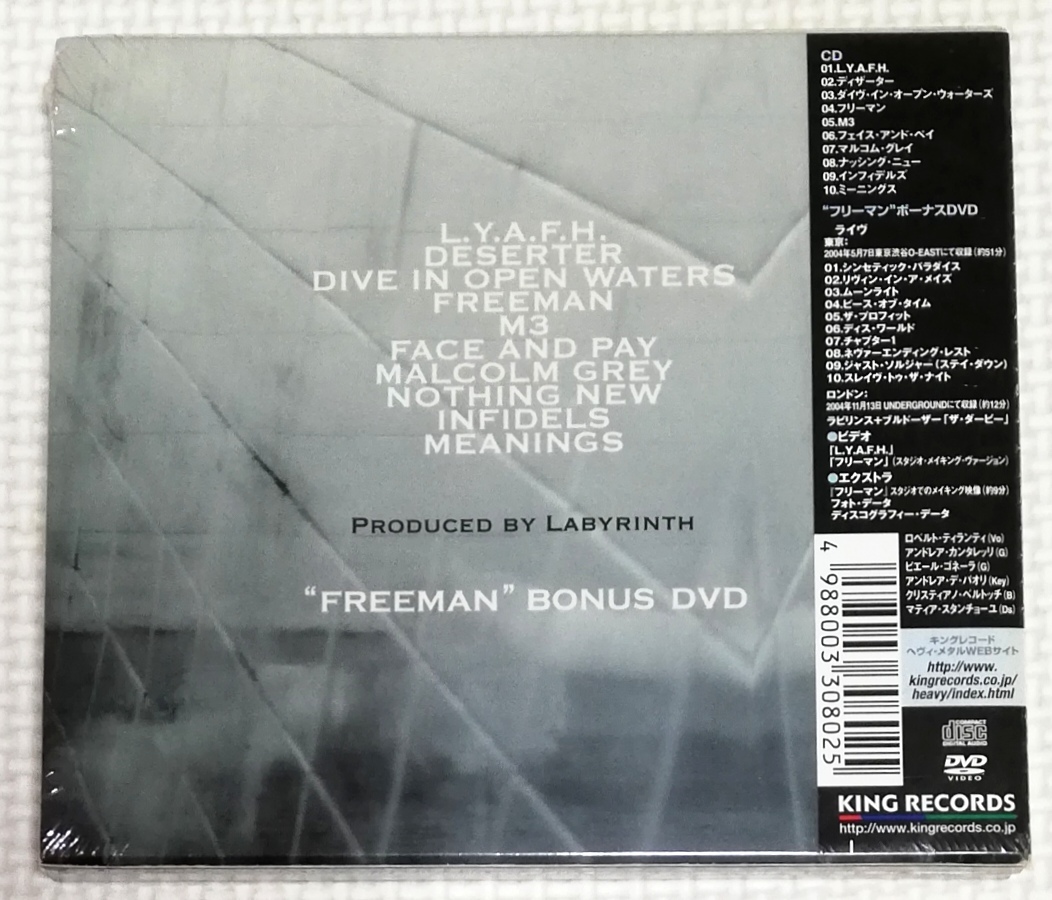 L.Y.A.F.H.
DESERTER
DIVE IN OPEN WATERS
FREEMAN
M3
FACE AND PAY
MALCOLM GREY
NOTHING NEW
INFIDELS
MEANINGS
PRODUCED BY LABYRINTH
“FREEMAN” BONUS DVD
CD
01.L.Y.A.F.H.
02.ディザーター
03.ダイヴ・イン・オープン・ウォーターズ
04.フリーマン
05.M3
06.フェイス・アンド・ペイ
07.マルコム・グレイ
08.ナッシング・ニュー
09.インフィデルズ
10.ミーニングス
“フリーマン”ボーナスDVD
ライヴ
東京:
2004年5月7日東京渋谷O-EASTにて収録(約51分)
01.シンセティック・パラダイス
02.リヴィン・イン・ア・メイズ
03.ムーンライト
04.ピース・オブ・タイム
05.ザ・プロフィット
06.ディス・ワールド
07.チャプター1
08.ネヴァーエンディング・レスト
09.ジャスト・ソルジャー(ステイ・ダウン)
10.スレイヴ・トゥ・ザ・ナイト
ロンドン:
2004年11月13日 UNDERGROUNDにて収録(約12分)
ラビリンス+ブルドーザー「ザ・ダービー」
●ビデオ
「L.Y.A.F.H.」
「フリーマン」(スタジオ・メイキング・ヴァージョン)
●エクストラ
「フリーマン」スタジオでのメイキング映像(約9分)
フォト・データ
ディスコグラフィー・データ
ロベルト・ティランティ(Vo)
アンドレア・カンタレッリ(G)
ピエール・ゴネーラ(G)
アンドレア・デ・パオリ(Key)
クリスティアノ・ベルトッチ(B)
マティア・スタンチョーユ(Ds)
4 988003 308025
キングレコード
ヘヴィ・メタルWEBサイト
http://www.
kingrecords.co.jp/
heavy/index.html
COMPACT
disc
DIGITAL AUDIO
DVD
VIDEO
KING RECORDS
http://www.kingrecords.co.jp